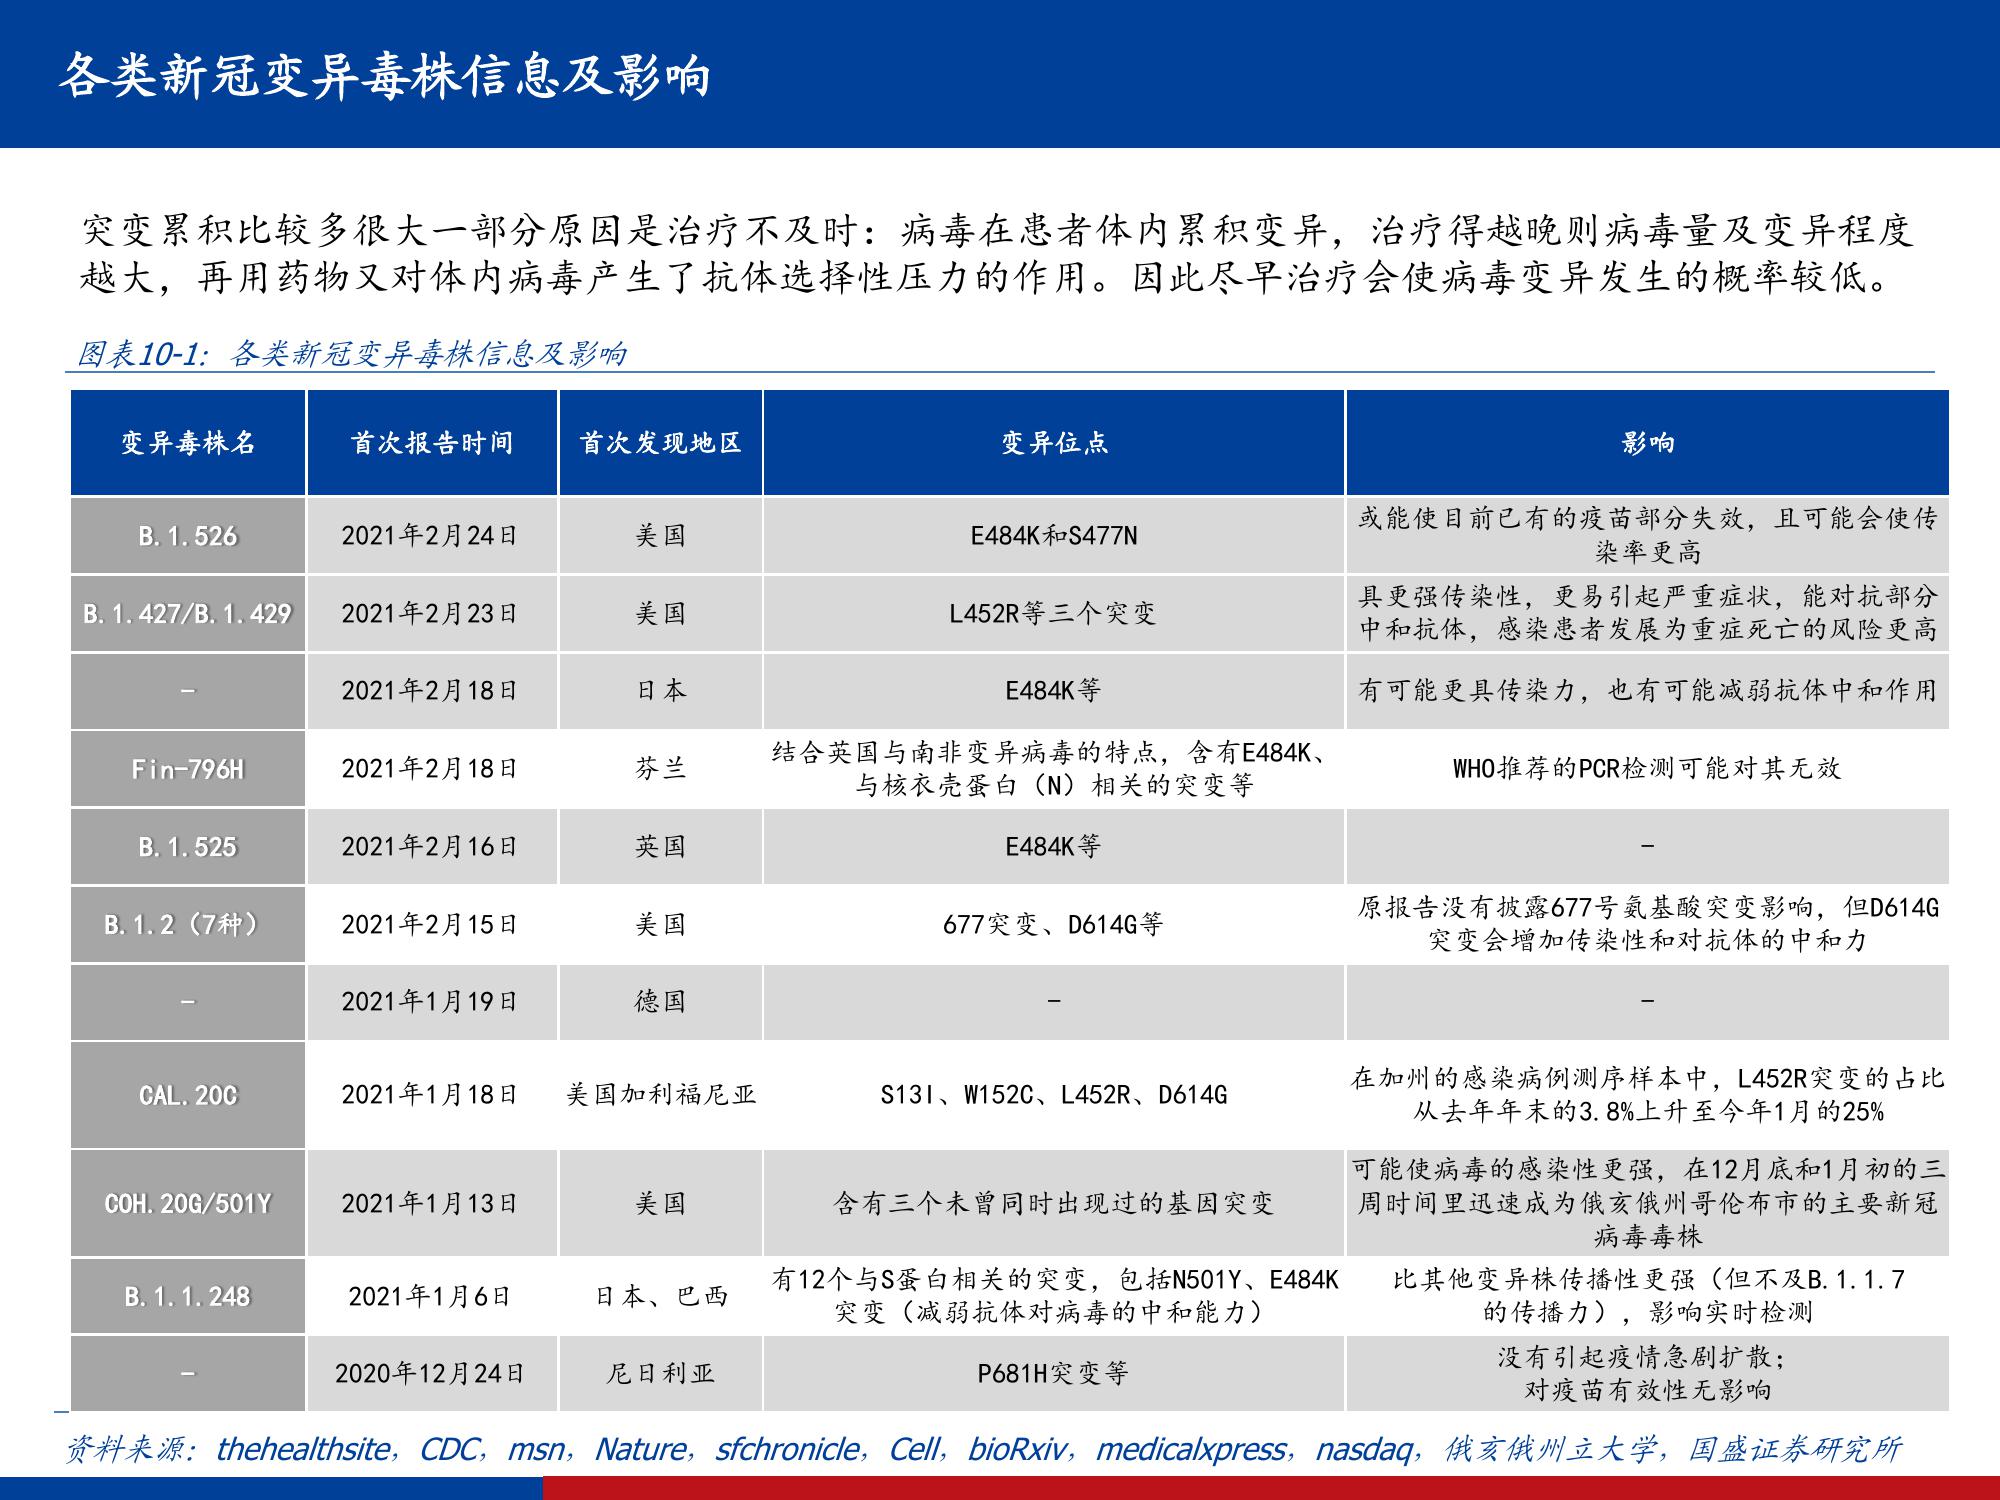 各类新冠变异毒株信息及影响
突变累积比较多很大一部分原因是治疗不及时：病毒在患者体内累积变异，治疗得越晚则病毒量及变异程度
越大，再用药物又对体内病毒产生了抗体选择性压力的作用。因此尽早治疗会使病毒变异发生的概率较低。
图表10-1：各类新冠变异毒株信息及影响
变异毒株名 首次报告时间 首次发现地区 变异位点 影响
B.1.526 2021年2月24日 美国 E484K和S477N 或能使目前已有的疫苗部分失效，且可能会使传
染率更高
B.1.427/B.1.429 2021年2月23日 美国 L452R等三个突变 具更强传染性，更易引起严重症状，能对抗部分
中和抗体，感染患者发展为重症死亡的风险更高
- 2021年2月18日 日本 E484K等 有可能更具传染力，也有可能减弱抗体中和作用
Fin-796H 2021年2月18日 芬兰 结合英国与南非变异病毒的特点，含有E484K、
与核衣壳蛋白（N）相关的突变等 WHO推荐的PCR检测可能对其无效
B.1.525 2021年2月16日 英国 E484K等 -
B.1.2（7种） 2021年2月15日 美国 677突变、D614G等 原报告没有披露677号氨基酸突变影响，但D614G
突变会增加传染性和对抗体的中和力
- 2021年1月19日 德国 - -
CAL.20C 2021年1月18日 美国加利福尼亚 S13I、W152C、L452R、D614G 在加州的感染病例测序样本中，L452R突变的占比
从去年年末的3.8%上升至今年1月的25%
COH.20G/501Y 2021年1月13日 美国 含有三个未曾同时出现过的基因突变 可能使病毒的感染性更强，在12月底和1月初的三
周时间里迅速成为俄亥俄州哥伦布市的主要新冠
病毒毒株
B.1.1.248 2021年1月6日 日本、巴西 有12个与S蛋白相关的突变，包括N501Y、E484K
突变（减弱抗体对病毒的中和能力） 比其他变异株传播性更强（但不及B.1.1.7
的传播力），影响实时检测
- 2020年12月24日 尼日利亚 P681H突变等 没有引起疫情急剧扩散；
对疫苗有效性无影响
资料来源：thehealthsite，CDC，msn，Nature，sfchronicle，Cell，bioRxiv，medicalxpress，nasdaq，俄亥俄州立大学，国盛证券研究所